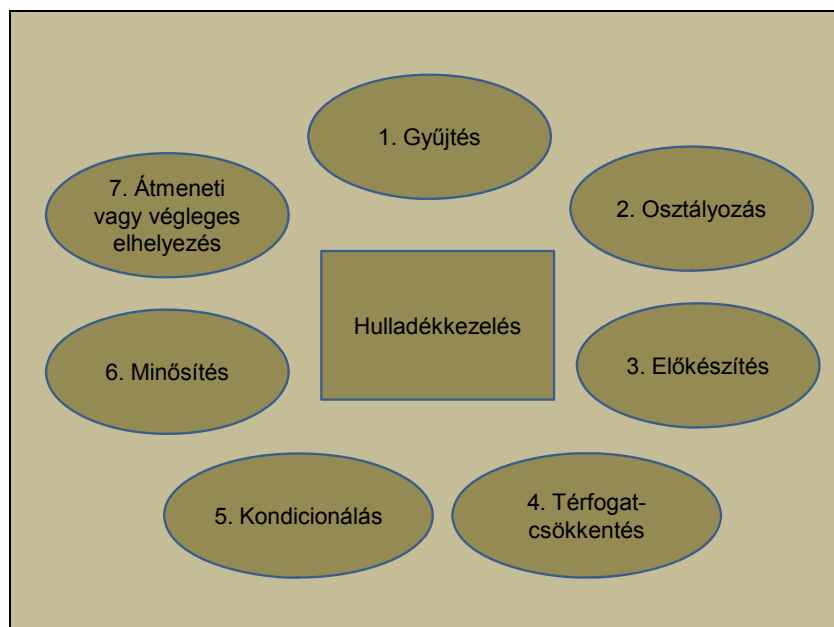 1. Gyűjtés
2. Osztályozás
3. Előkészítés
4. Térfogat-
csökkentés
5. Kondicionálás
6. Minősítés
7. Átmeneti
vagy végleges
elhelyezés
Hulladékkezelés